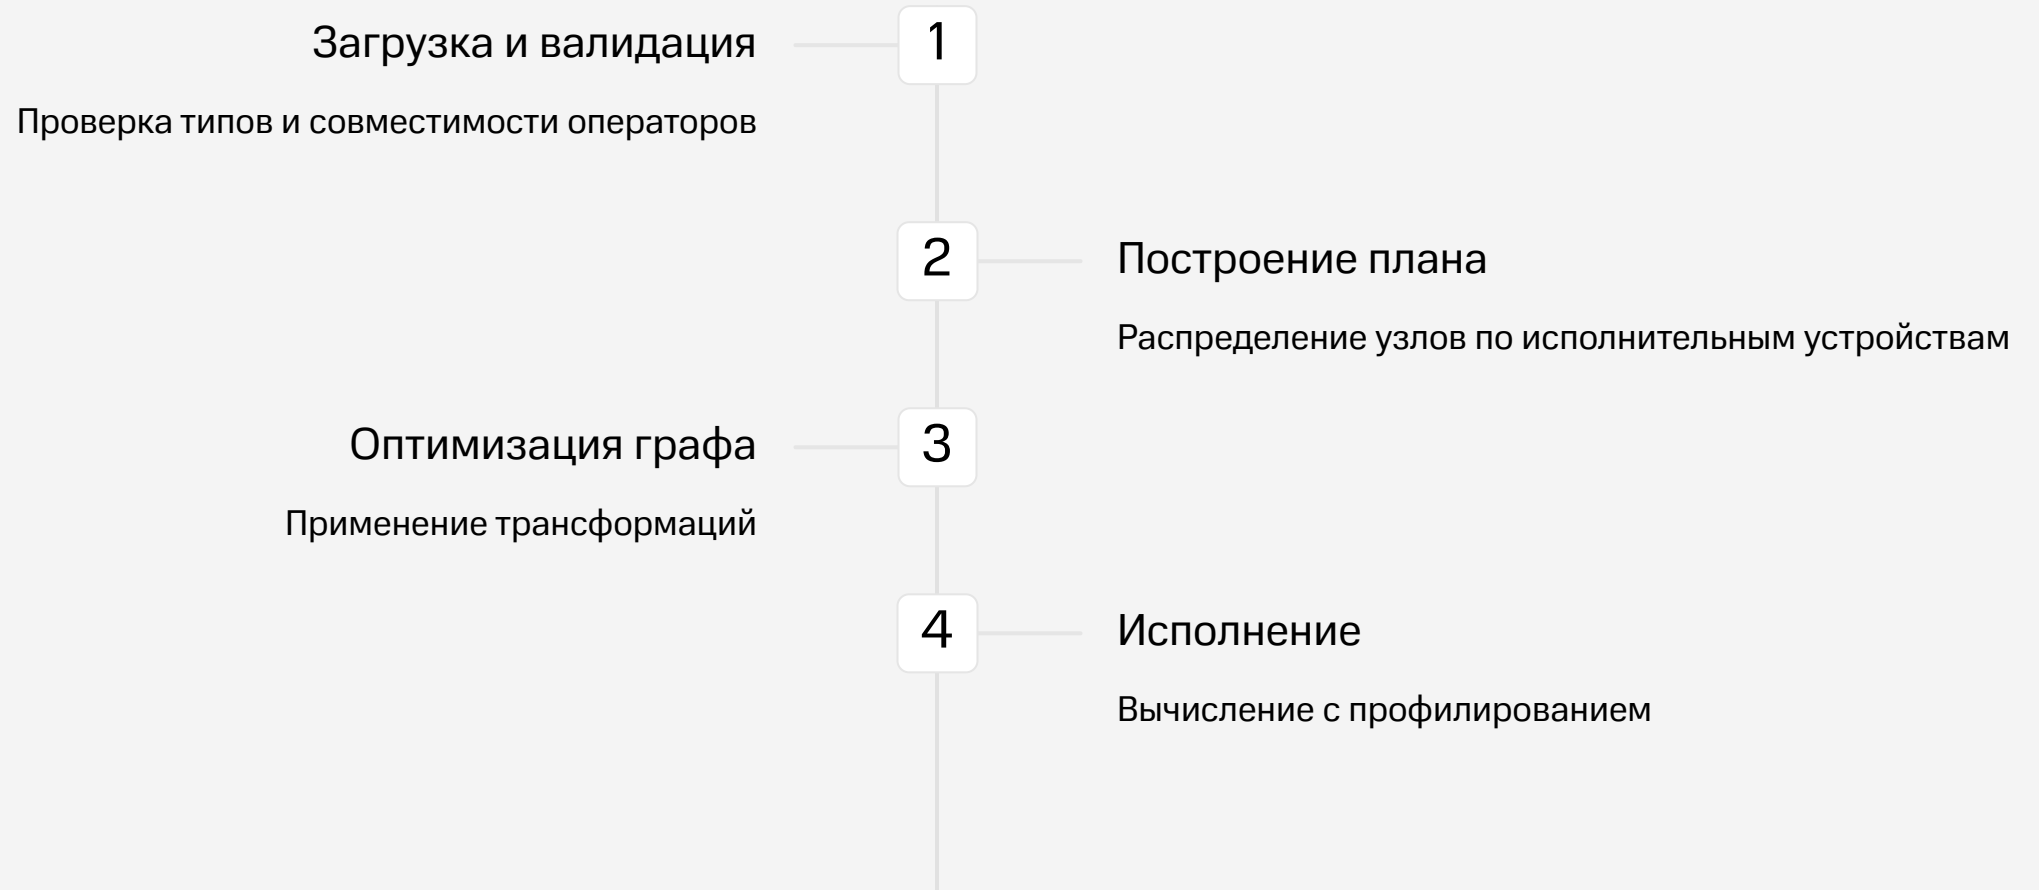 1
Загрузка и валидация
Проверка типов и совместимости операторов
2
Построение плана
Распределение узлов по исполнительным устройствам
3
Оптимизация графа
Применение трансформаций
4
Исполнение
Вычисление с профилированием